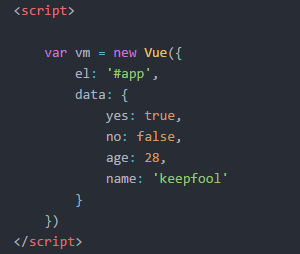 <script>
var vm = new Vue({
el: '#app',
data: {
yes: true,
no: false,
age: 28,
name: 'keepfool'
}
})
</script>